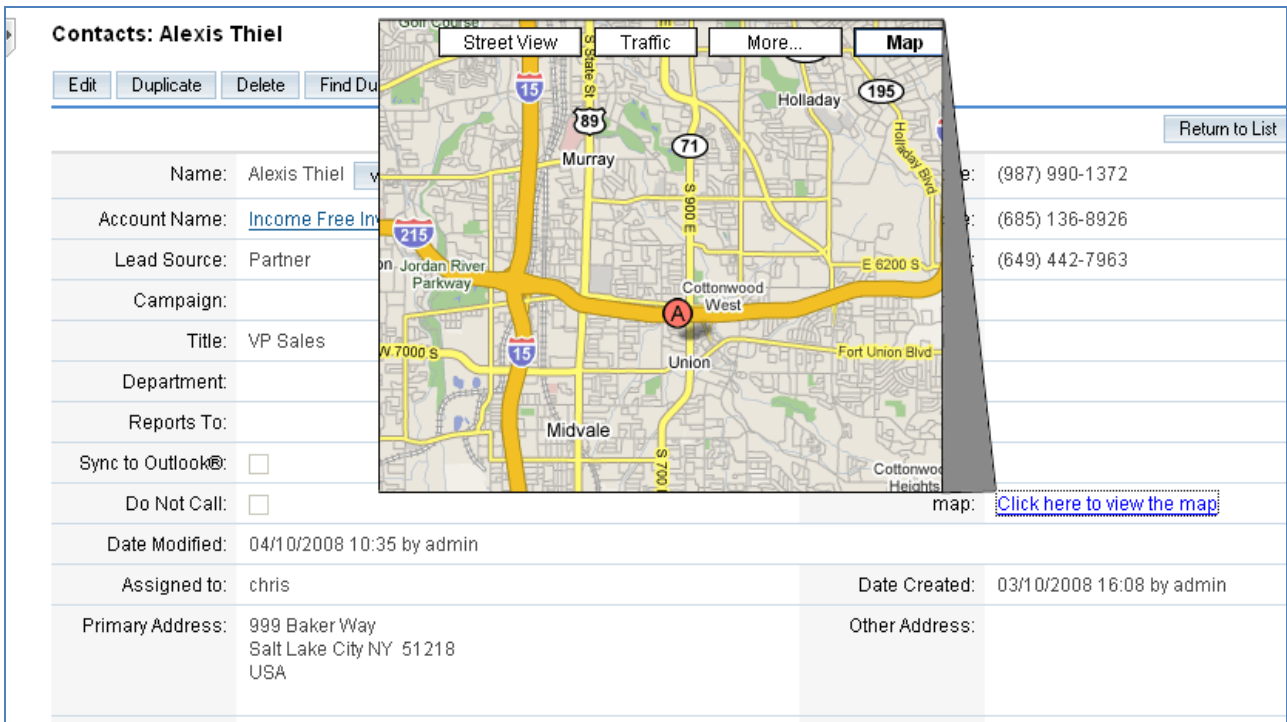 Contacts: Alexis Thiel
Edit Duplicate Delete Find Du
Return to List
Name: Alexis Thiel
(987) 990-1372
Account Name: Income Free Inv
(685) 136-8926
Lead Source: Partner
(649) 442-7963
Campaign:
Title: VP Sales
Department:
Reports To:
Sync to Outlook®:
Do Not Call:
map: Click here to view the map
Date Modified: 04/10/2008 10:35 by admin
Assigned to: chris
Date Created: 03/10/2008 16:08 by admin
Primary Address: 999 Baker Way
Salt Lake City NY 51218
USA
Other Address:
Golf Course
Street View Traffic More... Map
S State St
15
89
Murray
71
Holladay
195
Holladay Blvd
S 900 E
215
Jordan River
Parkway
E 6200 S
Cottonwood
West
A
W 7000 S
15
Union
Fort Union Blvd
Midvale
S 700
Cottonwoo
Heights